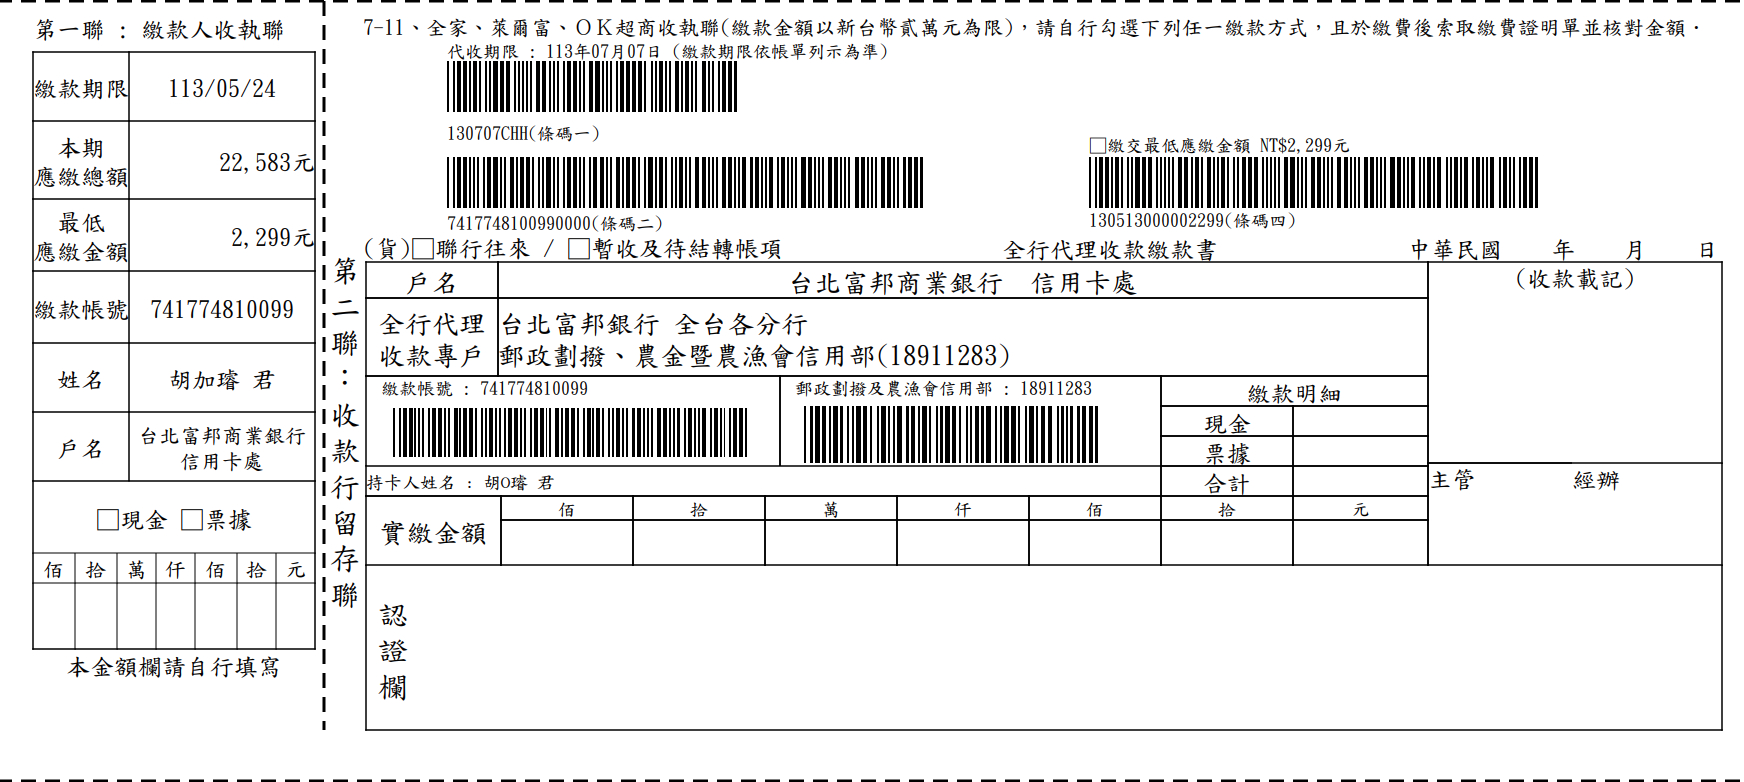 第一聯 : 繳款人收執聯
繳款期限 113/05/24
本期
應繳總額 22,583元
最低
應繳金額 2,299元
繳款帳號 741774810099
姓名 胡加璿 君
戶名 台北富邦商業銀行
信用卡處
□現金 □票據
佰 拾 萬 仟 佰 拾 元
本金額欄請自行填寫
第二聯:收款行留存聯
7-11、全家、萊爾富、OK超商收執聯(繳款金額以新台幣貳萬元為限),請自行勾選下列任一繳款方式,且於繳費後索取繳費證明單並核對金額.
代收期限 : 113年07月07日 (繳款期限依帳單列示為準)
130707CHH(條碼一)
□繳交最低應繳金額 NT$2,299元
7417748100990000(條碼二)
130513000002299(條碼四)
(貨)□聯行往來 / □暫收及待結轉帳項 全行代理收款繳款書 中華民國 年 月 日
戶名 台北富邦商業銀行 信用卡處 (收款載記)
全行代理 台北富邦銀行 全台各分行
收款專戶 郵政劃撥、農金暨農漁會信用部(18911283)
繳款帳號 : 741774810099 郵政劃撥及農漁會信用部 : 18911283 繳款明細
現金
票據
持卡人姓名 : 胡O璿 君 合計 主管 經辦
實繳金額 佰 拾 萬 仟 佰 拾 元
認證欄